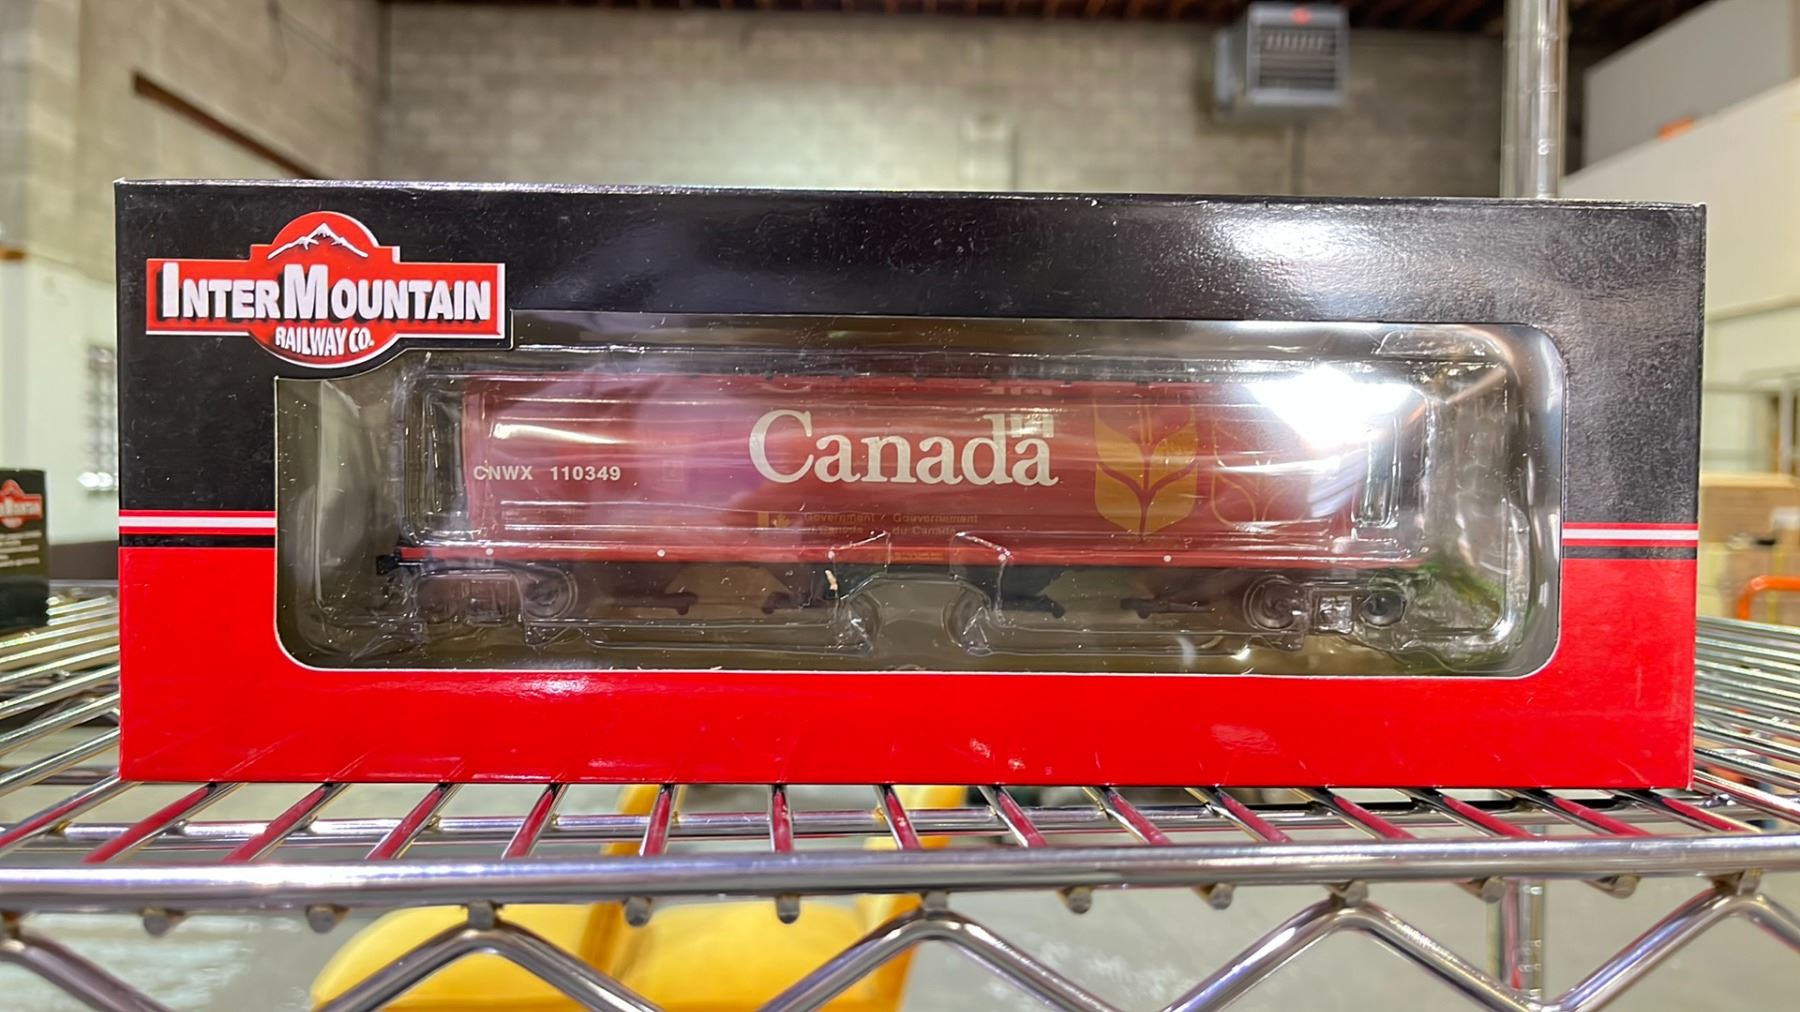 INTERMOUNTAIN
RAILWAY CO.
Canada
CNWX 110349
Government / Gouvernement
du Canada